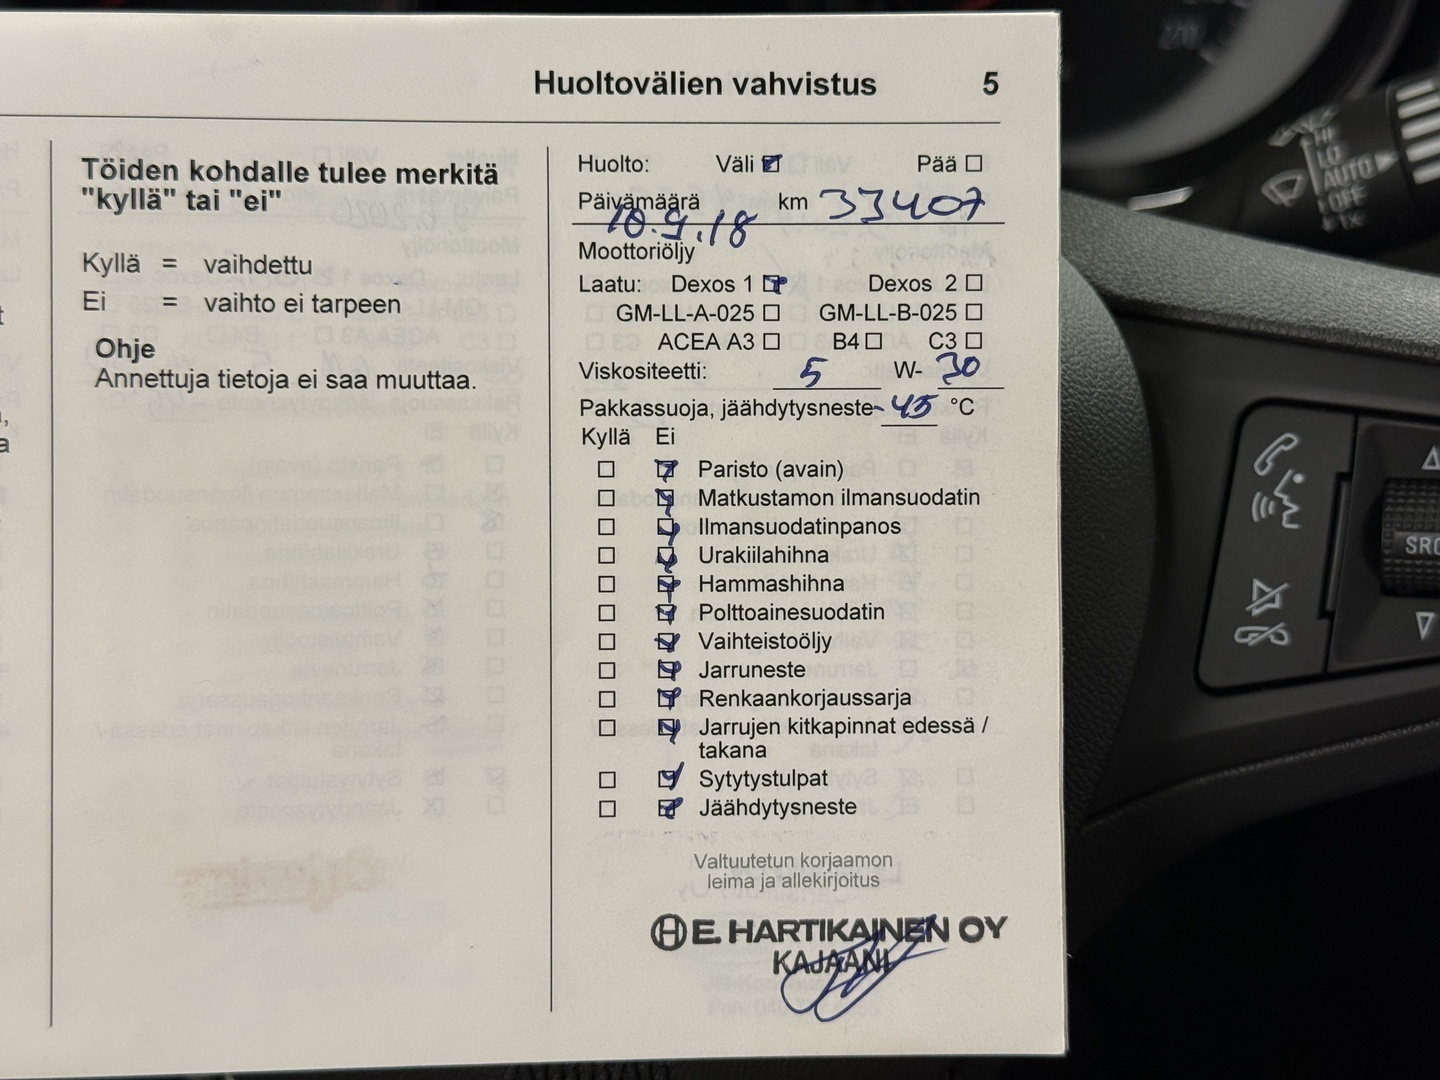 Huoltovälien vahvistus 5
Töiden kohdalle tulee merkitä
"kyllä" tai "ei"
Kyllä = vaihdettu
Ei = vaihto ei tarpeen
Ohje
Annettuja tietoja ei saa muuttaa.
Huolto: Väli Pää
Päivämäärä km 33407
10.9.18
Moottoriöljy
Laatu: Dexos 1 Dexos 2
GM-LL-A-025 GM-LL-B-025
ACEA A3 B4 C3
Viskositeetti: 5 W- 30
Pakkassuoja, jäähdytysneste -45 °C
Kyllä Ei
Paristo (avain)
Matkustamon ilmansuodatin
Ilmansuodatinpanos
Urakiilahihna
Hammashihna
Polttoainesuodatin
Vaihteistoöljy
Jarruneste
Renkaankorjaussarja
Jarrujen kitkapinnat edessä /
takana
Sytytystulpat
Jäähdytysneste
Valtuutetun korjaamon
leima ja allekirjoitus
H E. HARTIKAINEN OY
KAJAANI
LO
AUTO
OFF
SRC